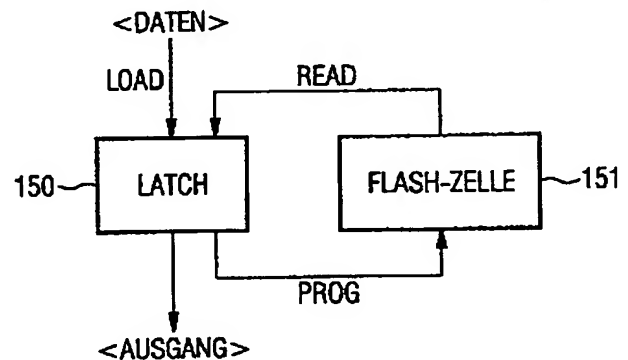 <DATEN>
LOAD
READ
150
LATCH
FLASH-ZELLE
151
PROG
<AUSGANG>